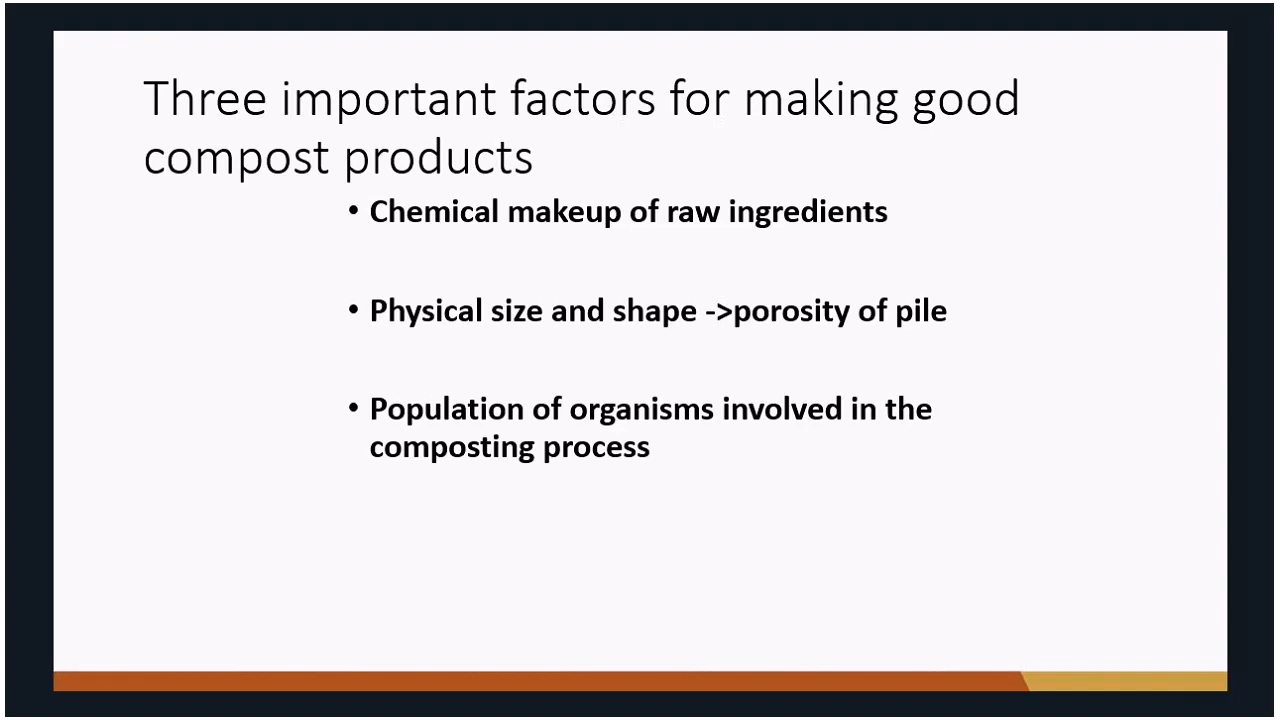 Three important factors for making good
compost products
• Chemical makeup of raw ingredients
• Physical size and shape ->porosity of pile
• Population of organisms involved in the
composting process